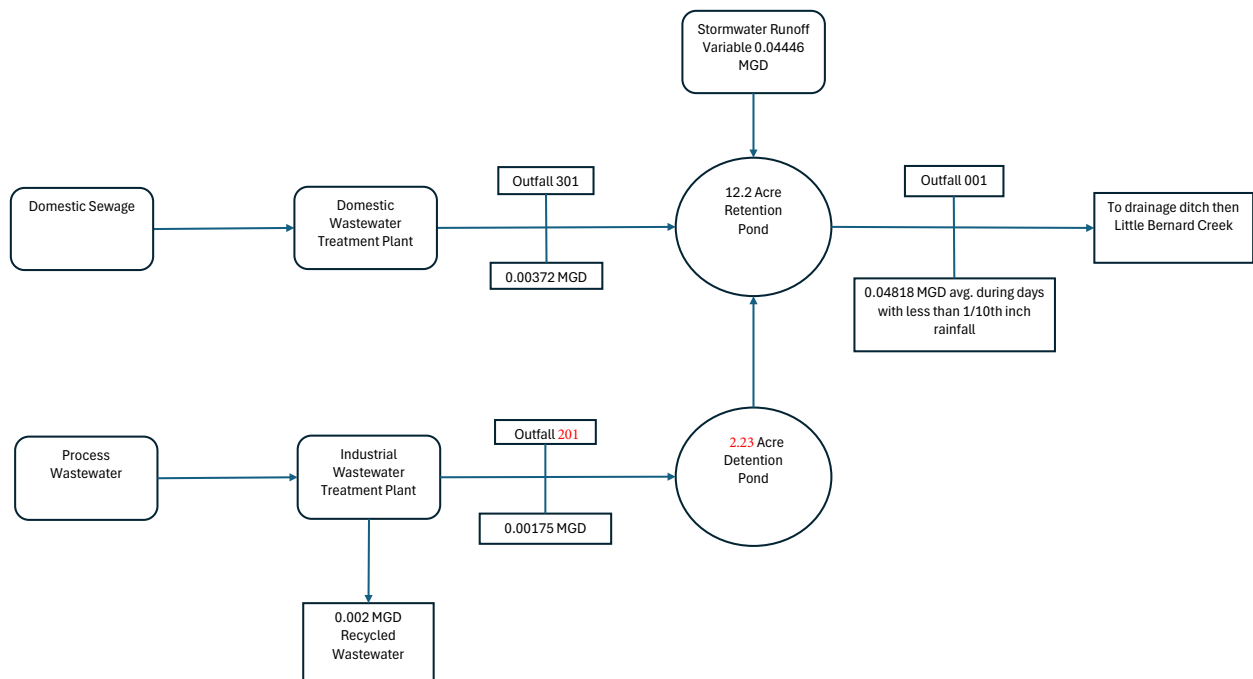 Stormwater Runoff
Variable 0.04446
MGD
Domestic Sewage
Domestic
Wastewater
Treatment Plant
Outfall 301
0.00372 MGD
12.2 Acre
Retention
Pond
Outfall 001
0.04818 MGD avg. during days
with less than 1/10th inch
rainfall
To drainage ditch then
Little Bernard Creek
Process
Wastewater
Industrial
Wastewater
Treatment Plant
Outfall 201
0.00175 MGD
2.23 Acre
Detention
Pond
0.002 MGD
Recycled
Wastewater